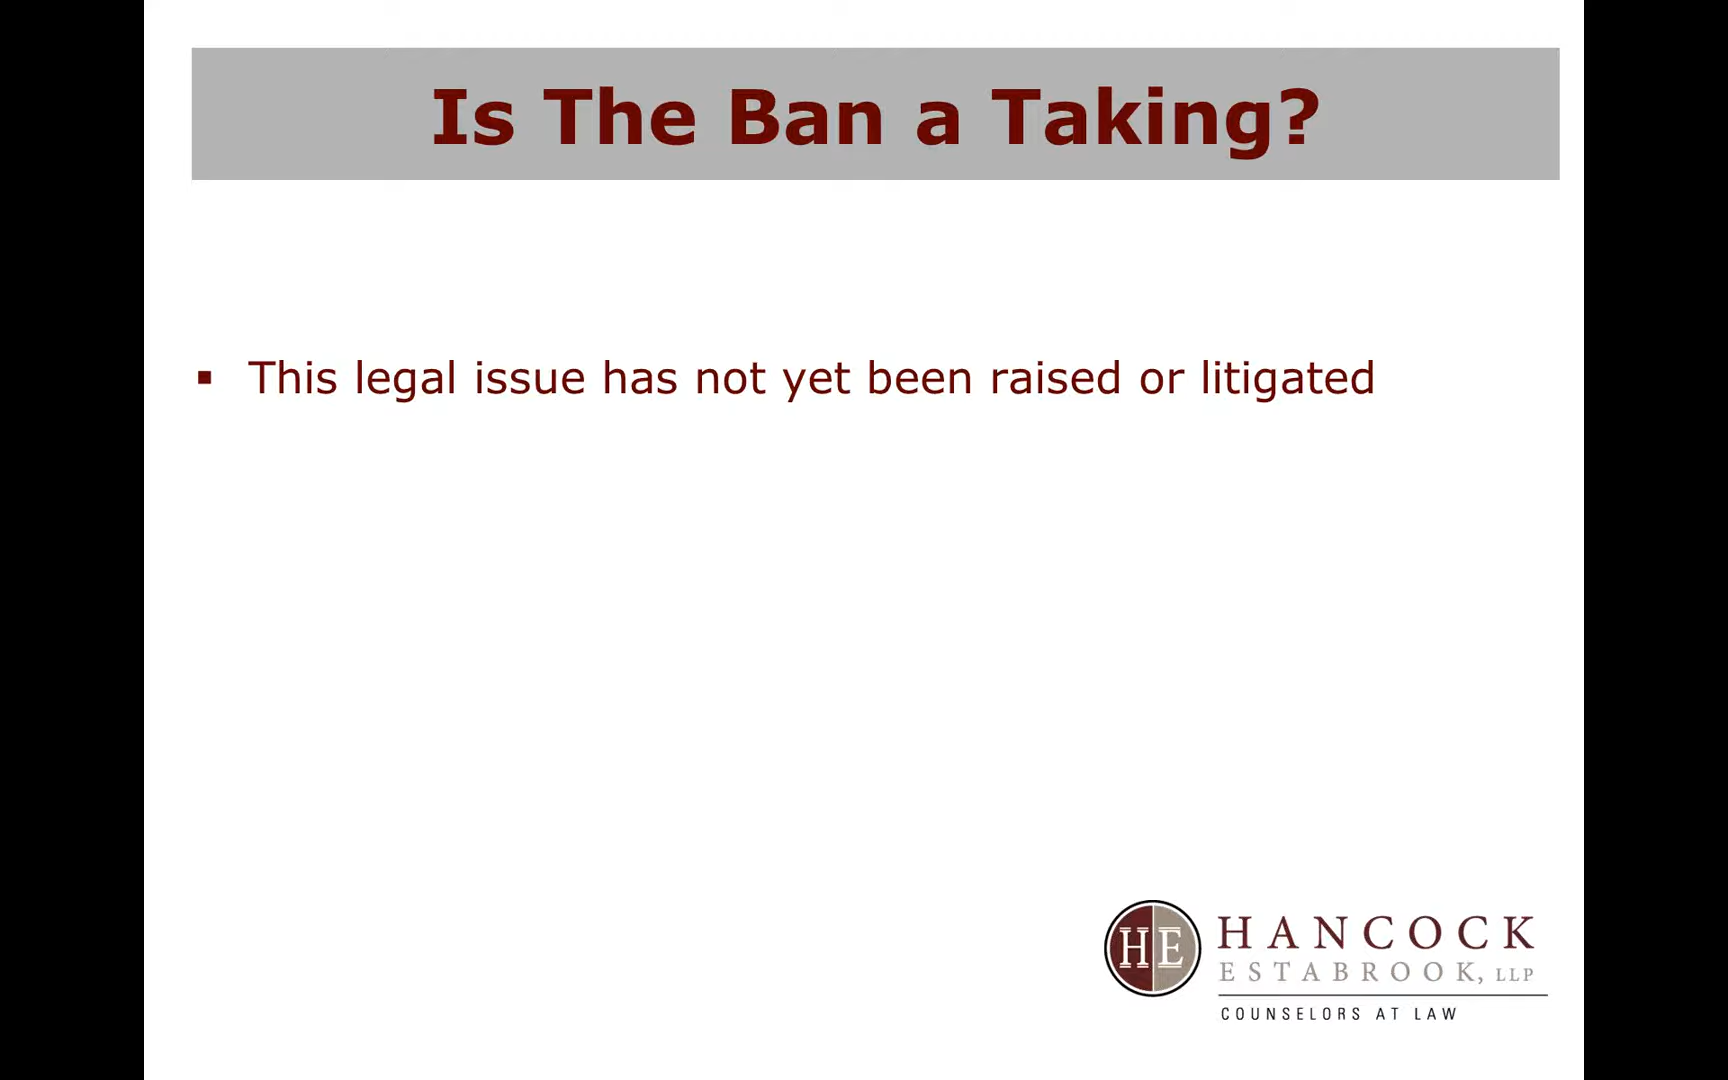 Is The Ban a Taking?
▪ This legal issue has not yet been raised or litigated
HE
HANCOCK
ESTABROOK, LLP
COUNSELORS AT LAW